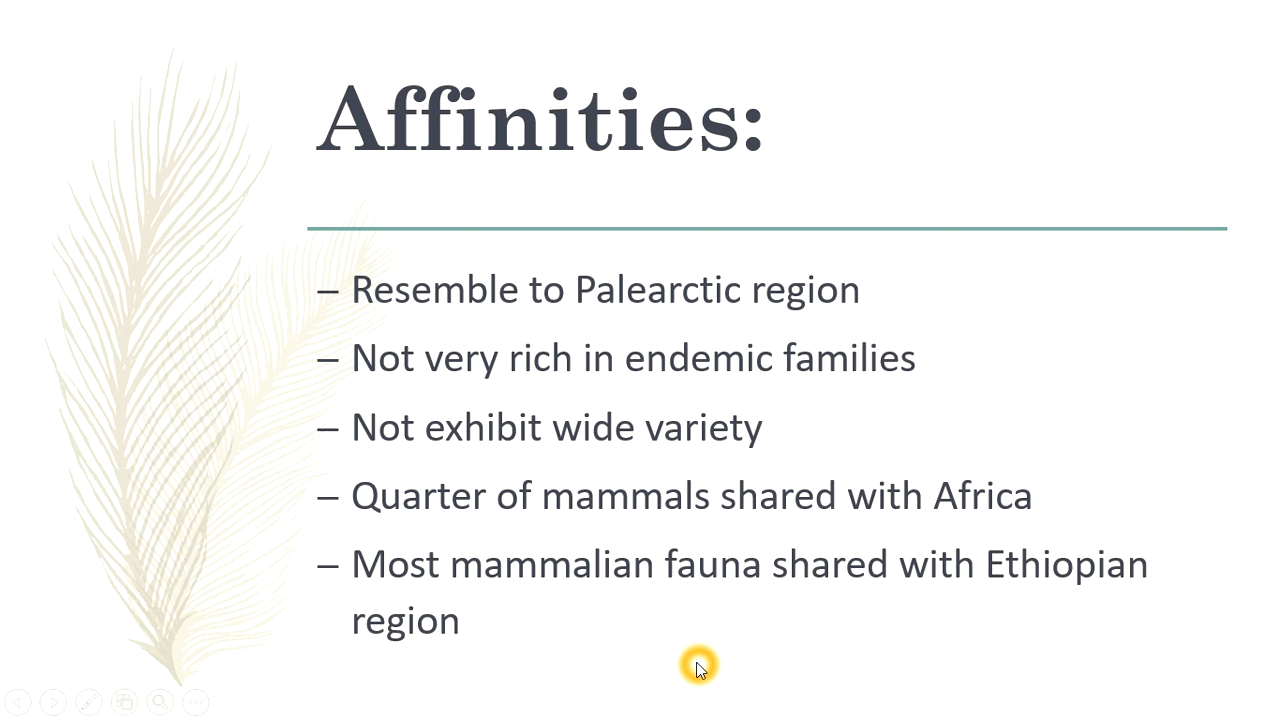 Affinities:
– Resemble to Palearctic region
– Not very rich in endemic families
– Not exhibit wide variety
– Quarter of mammals shared with Africa
– Most mammalian fauna shared with Ethiopian
region